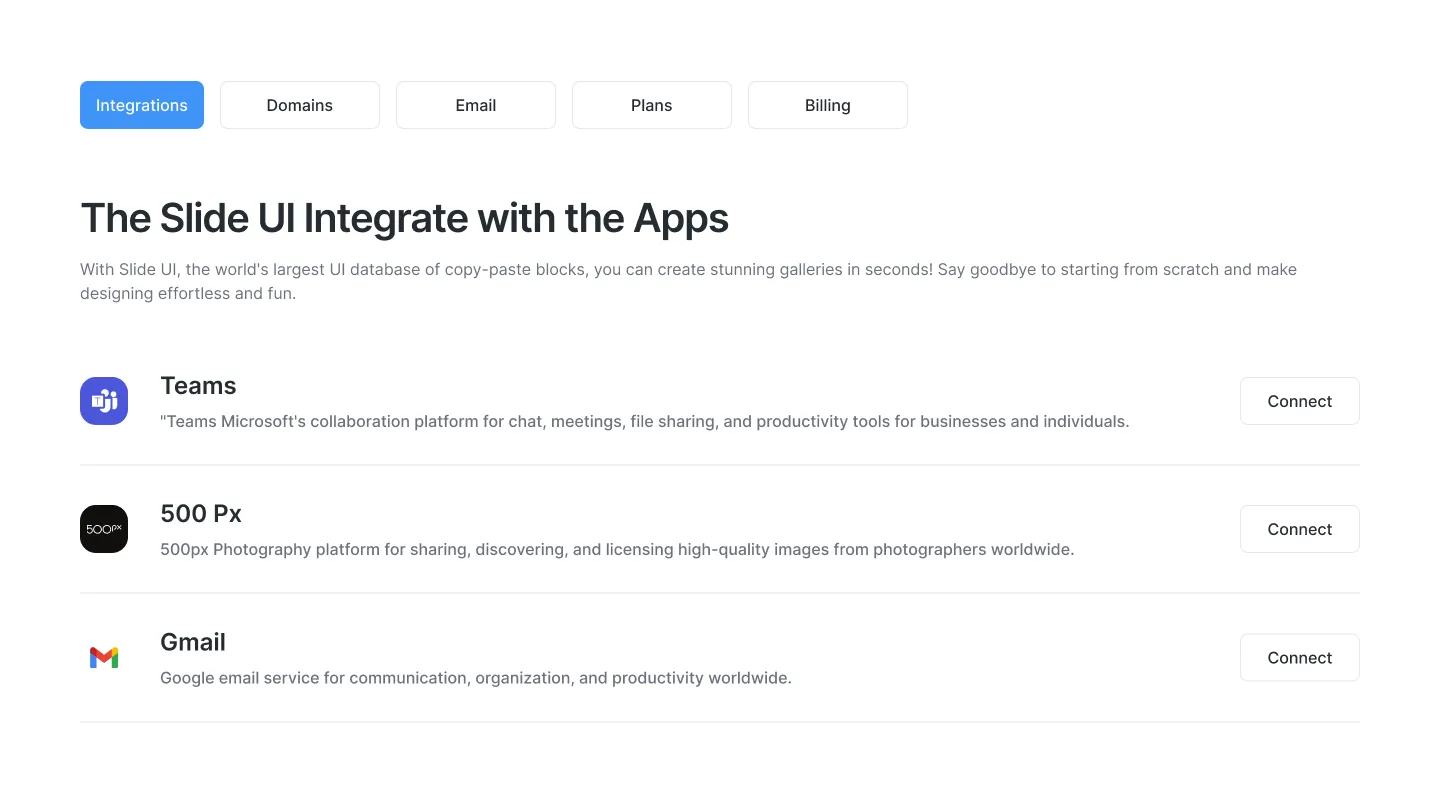 Integrations
Domains
Email
Plans
Billing
The Slide UI Integrate with the Apps
With Slide UI, the world's largest UI database of copy-paste blocks, you can create stunning galleries in seconds! Say goodbye to starting from scratch and make
designing effortless and fun.
T
Teams
"Teams Microsoft's collaboration platform for chat, meetings, file sharing, and productivity tools for businesses and individuals.
Connect
500px
500 Px
500px Photography platform for sharing, discovering, and licensing high-quality images from photographers worldwide.
Connect
Gmail
Google email service for communication, organization, and productivity worldwide.
Connect